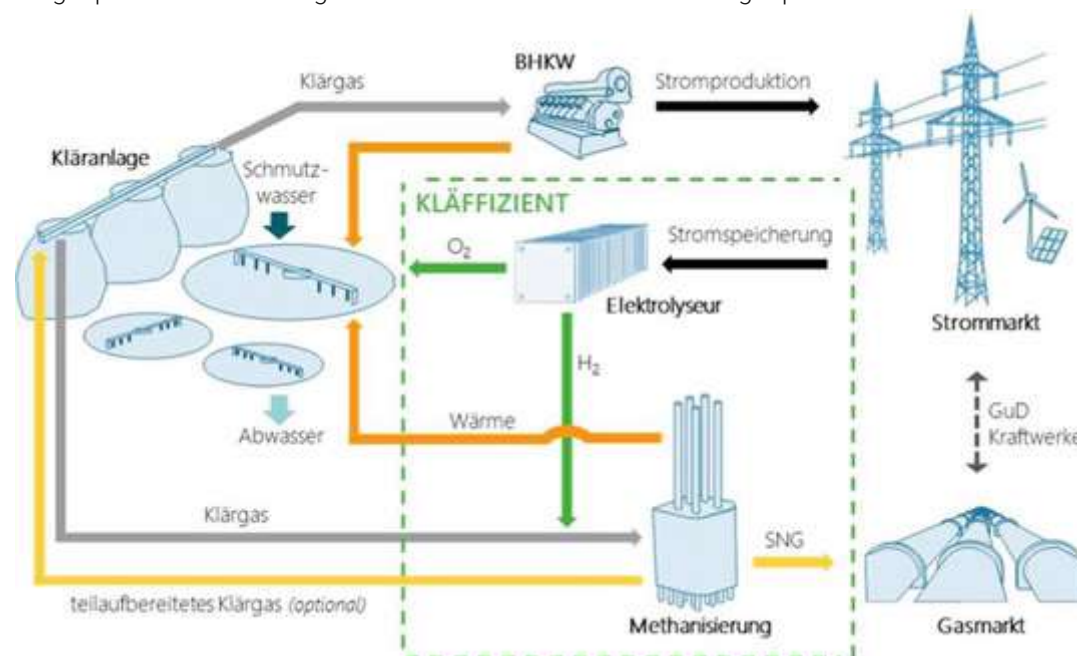 BHKW
Klärgas
Stromproduktion
Kläranlage
Schmutz-
wasser
KLÄFFIZIENT
O₂
Stromspeicherung
Elektrolyseur
Strommarkt
H₂
GuD
Kraftwerke
Wärme
Abwasser
Klärgas
SNG
teilaufbereitetes Klärgas (optional)
Methanisierung
Gasmarkt